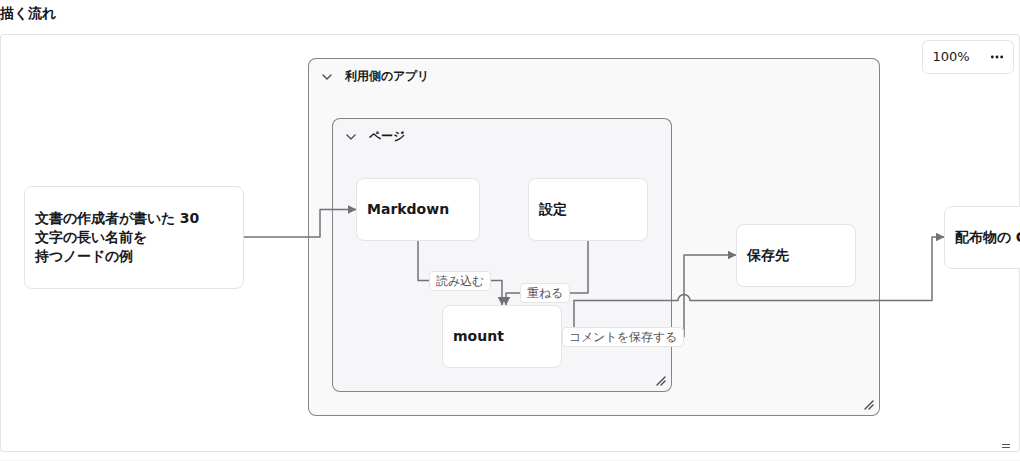 描く流れ
100%
利用側のアプリ
ページ
文書の作成者が書いた 30
文字の長い名前を
持つノードの例
Markdown
設定
保存先
配布物の
読み込む
重ねる
mount
コメントを保存する